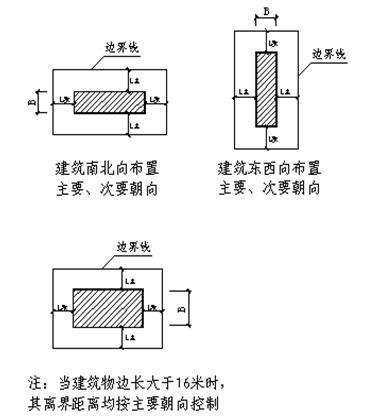 B
边界线
边界线
L次
L主
L主
L次
L次
B
L主
L主
L主
L次
建筑南北向布置
主要、次要朝向
建筑东西向布置
主要、次要朝向
边界线
L主
L次
L主
B
L主
注：当建筑物边长大于16米时，
其离界距离均按主要朝向控制